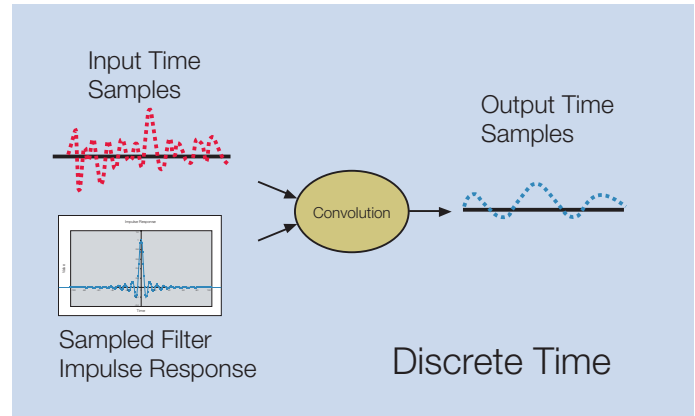 Input Time
Samples
Output Time
Samples
Convolution
Impulse Response
Time
Sampled Filter
Impulse Response
Discrete Time